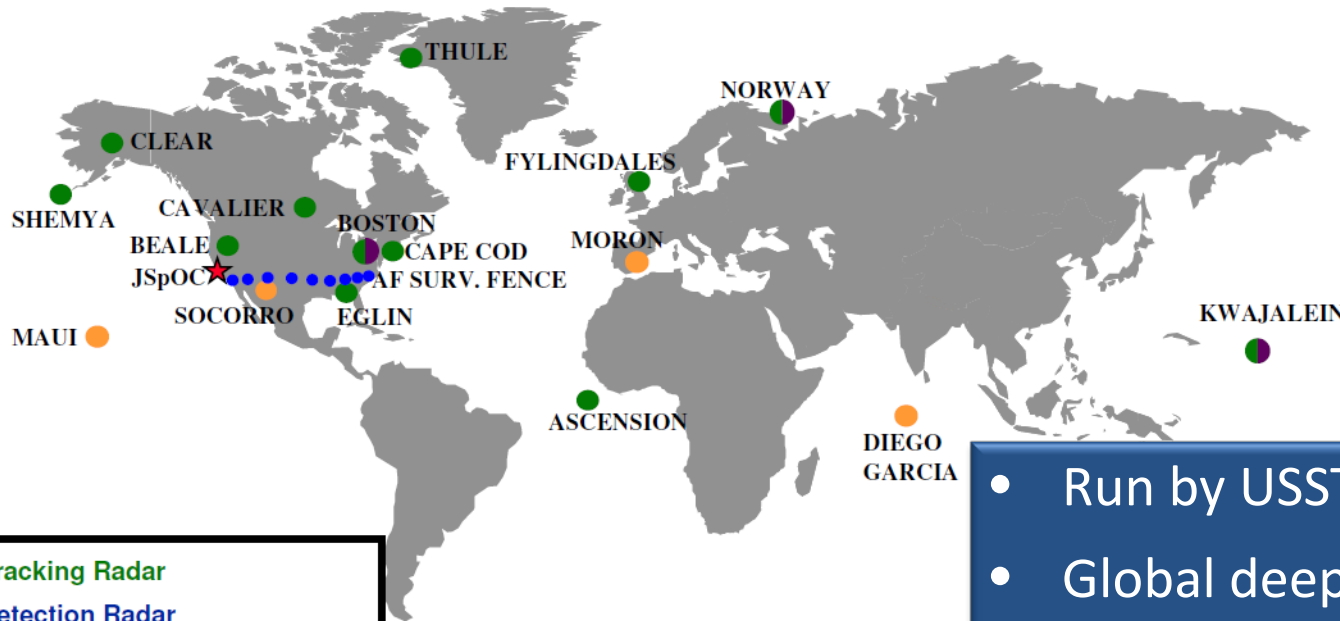 THULE
NORWAY
CLEAR
FYLINGDALES
SHEMYA
CAVALIER
BOSTON
BEALE
CAPE COD
MORON
JSpOC
AF SURV. FENCE
SOCORRO
EGLIN
MAUI
KWAJALEIN
ASCENSION
DIEGO
GARCIA
• Run by USST
• Global deep
racking Radar
etection Radar